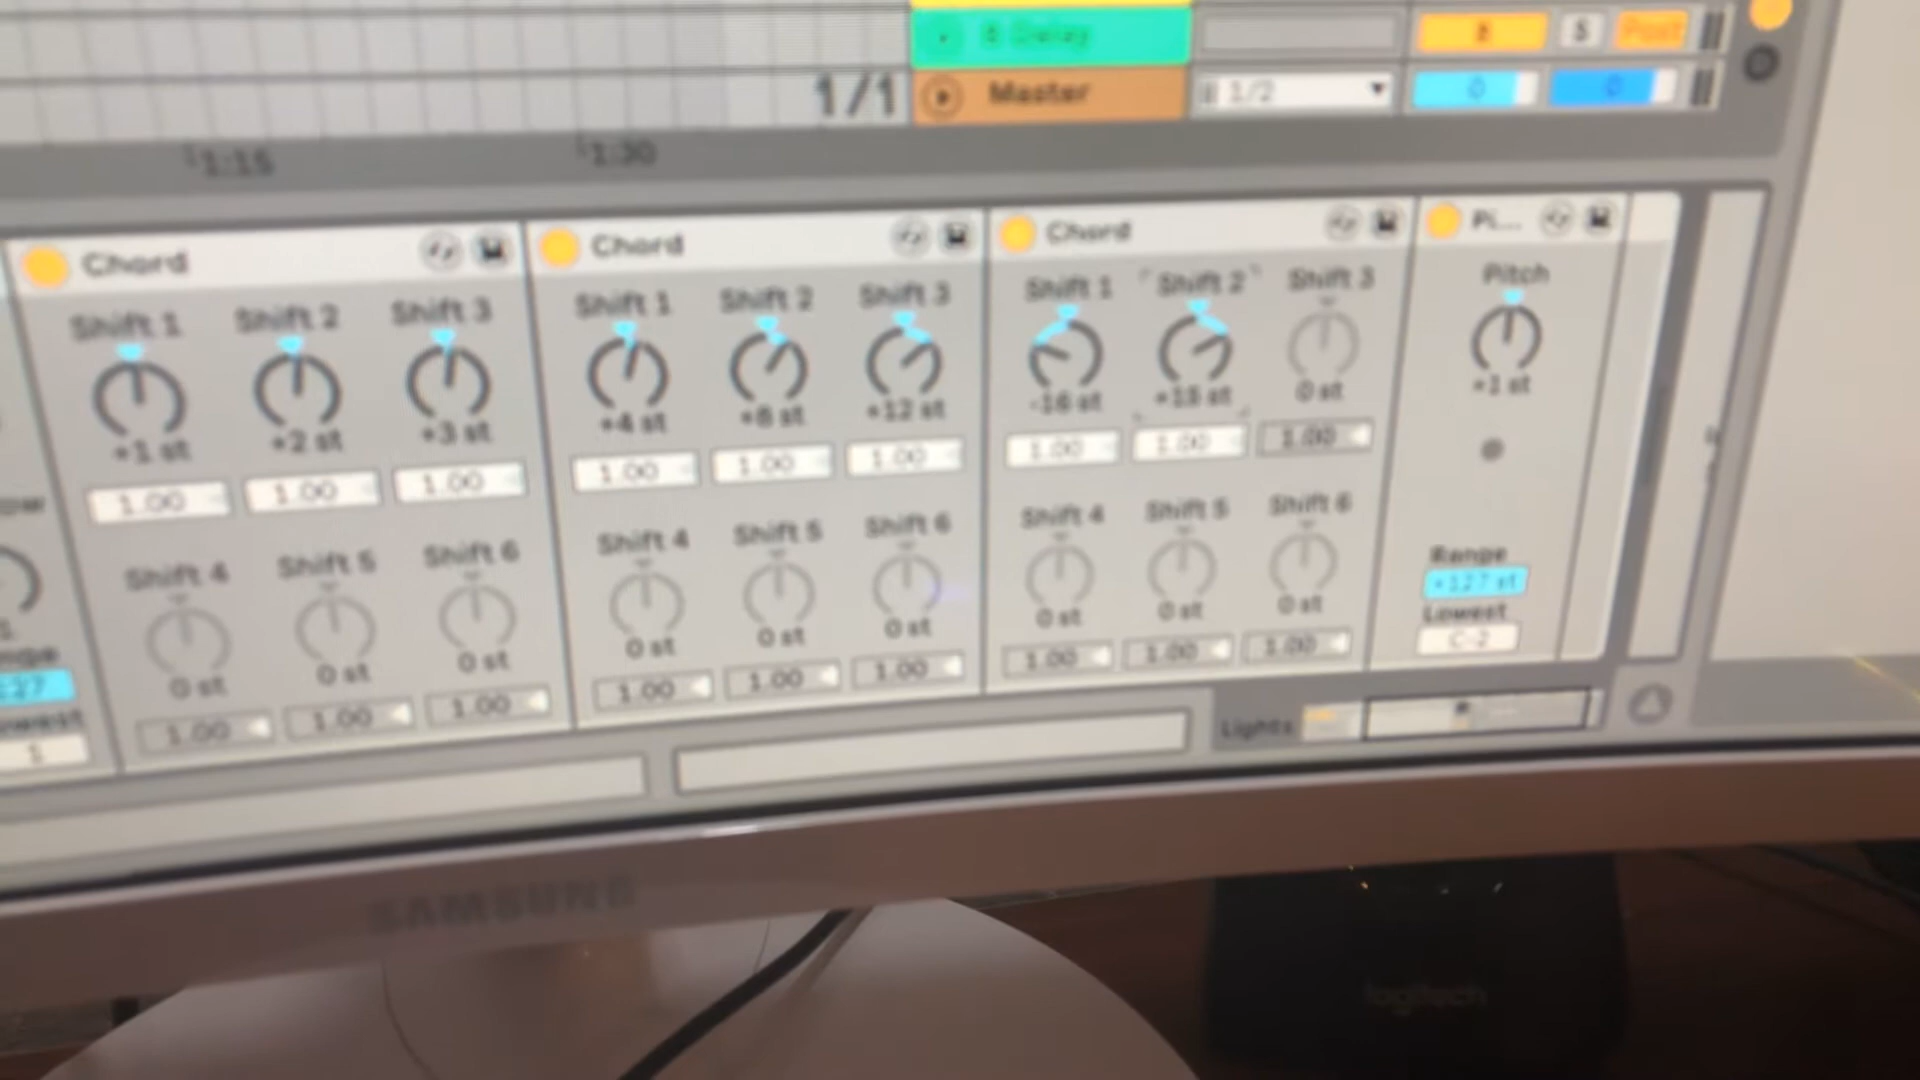 B Delay
B S Post
1/1 Master 1/2 0 0
1:15 1:30
Chord
Shift 1 Shift 2 Shift 3
+1 st +2 st +3 st
1.00 1.00 1.00
Shift 4 Shift 5 Shift 6
0 st 0 st 0 st
1.00 1.00 1.00
Chord
Shift 1 Shift 2 Shift 3
+4 st +12 st
1.00 1.00 1.00
Shift 4 Shift 5 Shift 6
0 st 0 st 0 st
1.00 1.00 1.00
Chord
Shift 1 Shift 2 Shift 3
-16 st 0 st
1.00 1.00 1.00
Shift 4 Shift 5 Shift 6
0 st 0 st 0 st
1.00 1.00 1.00
Pi...
Pitch
+1 st
Range
+127 st
Lowest
C-2
Lights
SAMSUNG
logitech